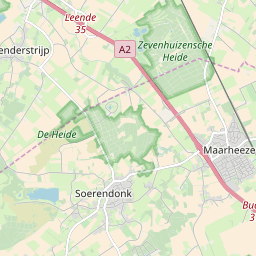 Leende
35
A2
Zevenhuizensche
Heide
enderstrijp
De Heide
Maarheeze
Soerendonk
Bu
3